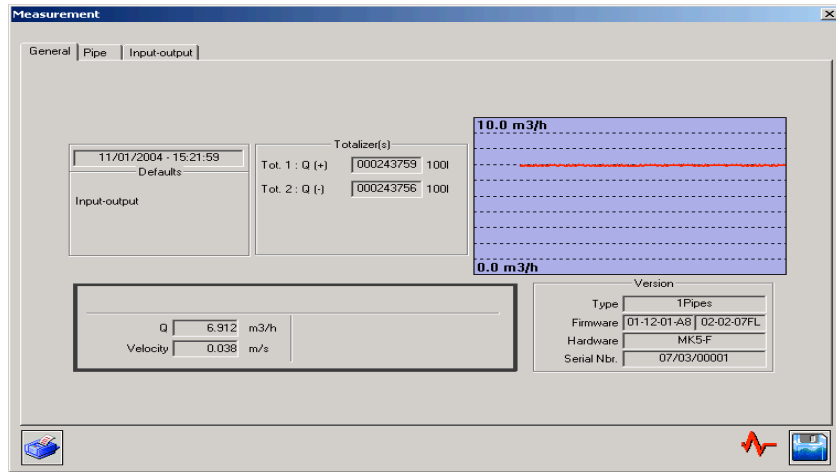 Measurement
General Pipe Input-output
10.0 m3/h
11/01/2004 - 15:21:59
Defaults
Input-output
Totalizer(s)
Tot. 1 : Q (+) 000243759 100l
Tot. 2 : Q (-) 000243756 100l
0.0 m3/h
Q 6.912 m3/h
Velocity 0.038 m/s
Version
Type 1Pipes
Firmware 01-12-01-A8 02-02-07FL
Hardware MK5-F
Serial Nbr. 07/03/00001